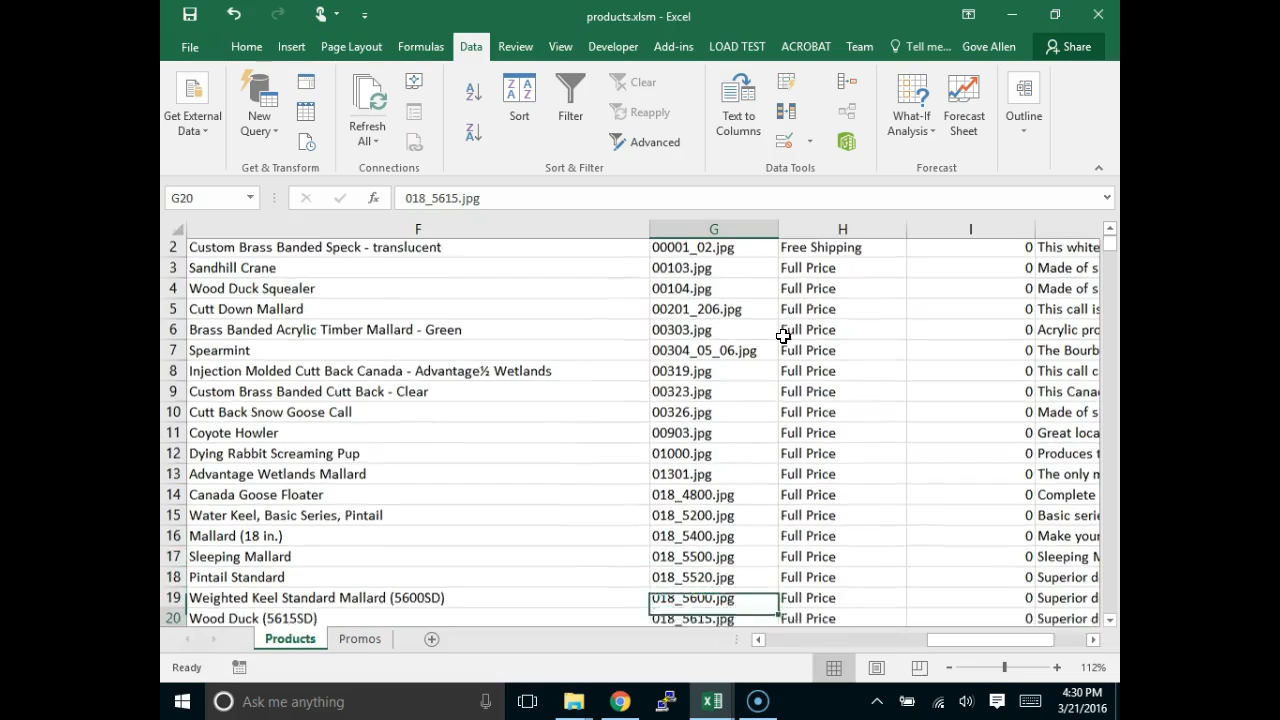 products.xlsm - Excel
File Home Insert Page Layout Formulas Data Review View Developer Add-ins LOAD TEST ACROBAT Team Tell me... Gove Allen Share
Get External Data
New Query
Refresh All
Sort
Filter
Clear
Reapply
Advanced
Text to Columns
What-If Analysis
Forecast Sheet
Outline
Get & Transform Connections Sort & Filter Data Tools Forecast
G20 fx 018_5615.jpg
F G H I
2 Custom Brass Banded Speck - translucent 00001_02.jpg Free Shipping 0 This white
3 Sandhill Crane 00103.jpg Full Price 0 Made of s
4 Wood Duck Squealer 00104.jpg Full Price 0 Made of s
5 Cutt Down Mallard 00201_206.jpg Full Price 0 This call is
6 Brass Banded Acrylic Timber Mallard - Green 00303.jpg Full Price 0 Acrylic pro
7 Spearmint 00304_05_06.jpg Full Price 0 The Bourb
8 Injection Molded Cutt Back Canada - Advantage½ Wetlands 00319.jpg Full Price 0 This call c
9 Custom Brass Banded Cutt Back - Clear 00323.jpg Full Price 0 This Cana
10 Cutt Back Snow Goose Call 00326.jpg Full Price 0 Made of s
11 Coyote Howler 00903.jpg Full Price 0 Great loca
12 Dying Rabbit Screaming Pup 01000.jpg Full Price 0 Produces t
13 Advantage Wetlands Mallard 01301.jpg Full Price 0 The only m
14 Canada Goose Floater 018_4800.jpg Full Price 0 Complete
15 Water Keel, Basic Series, Pintail 018_5200.jpg Full Price 0 Basic serie
16 Mallard (18 in.) 018_5400.jpg Full Price 0 Make your
17 Sleeping Mallard 018_5500.jpg Full Price 0 Sleeping M
18 Pintail Standard 018_5520.jpg Full Price 0 Superior d
19 Weighted Keel Standard Mallard (5600SD) 018_5600.jpg Full Price 0 Superior d
20 Wood Duck (5615SD) 018_5615.jpg Full Price 0 Superior d
Products Promos
Ready 112%
Ask me anything 4:30 PM
3/21/2016